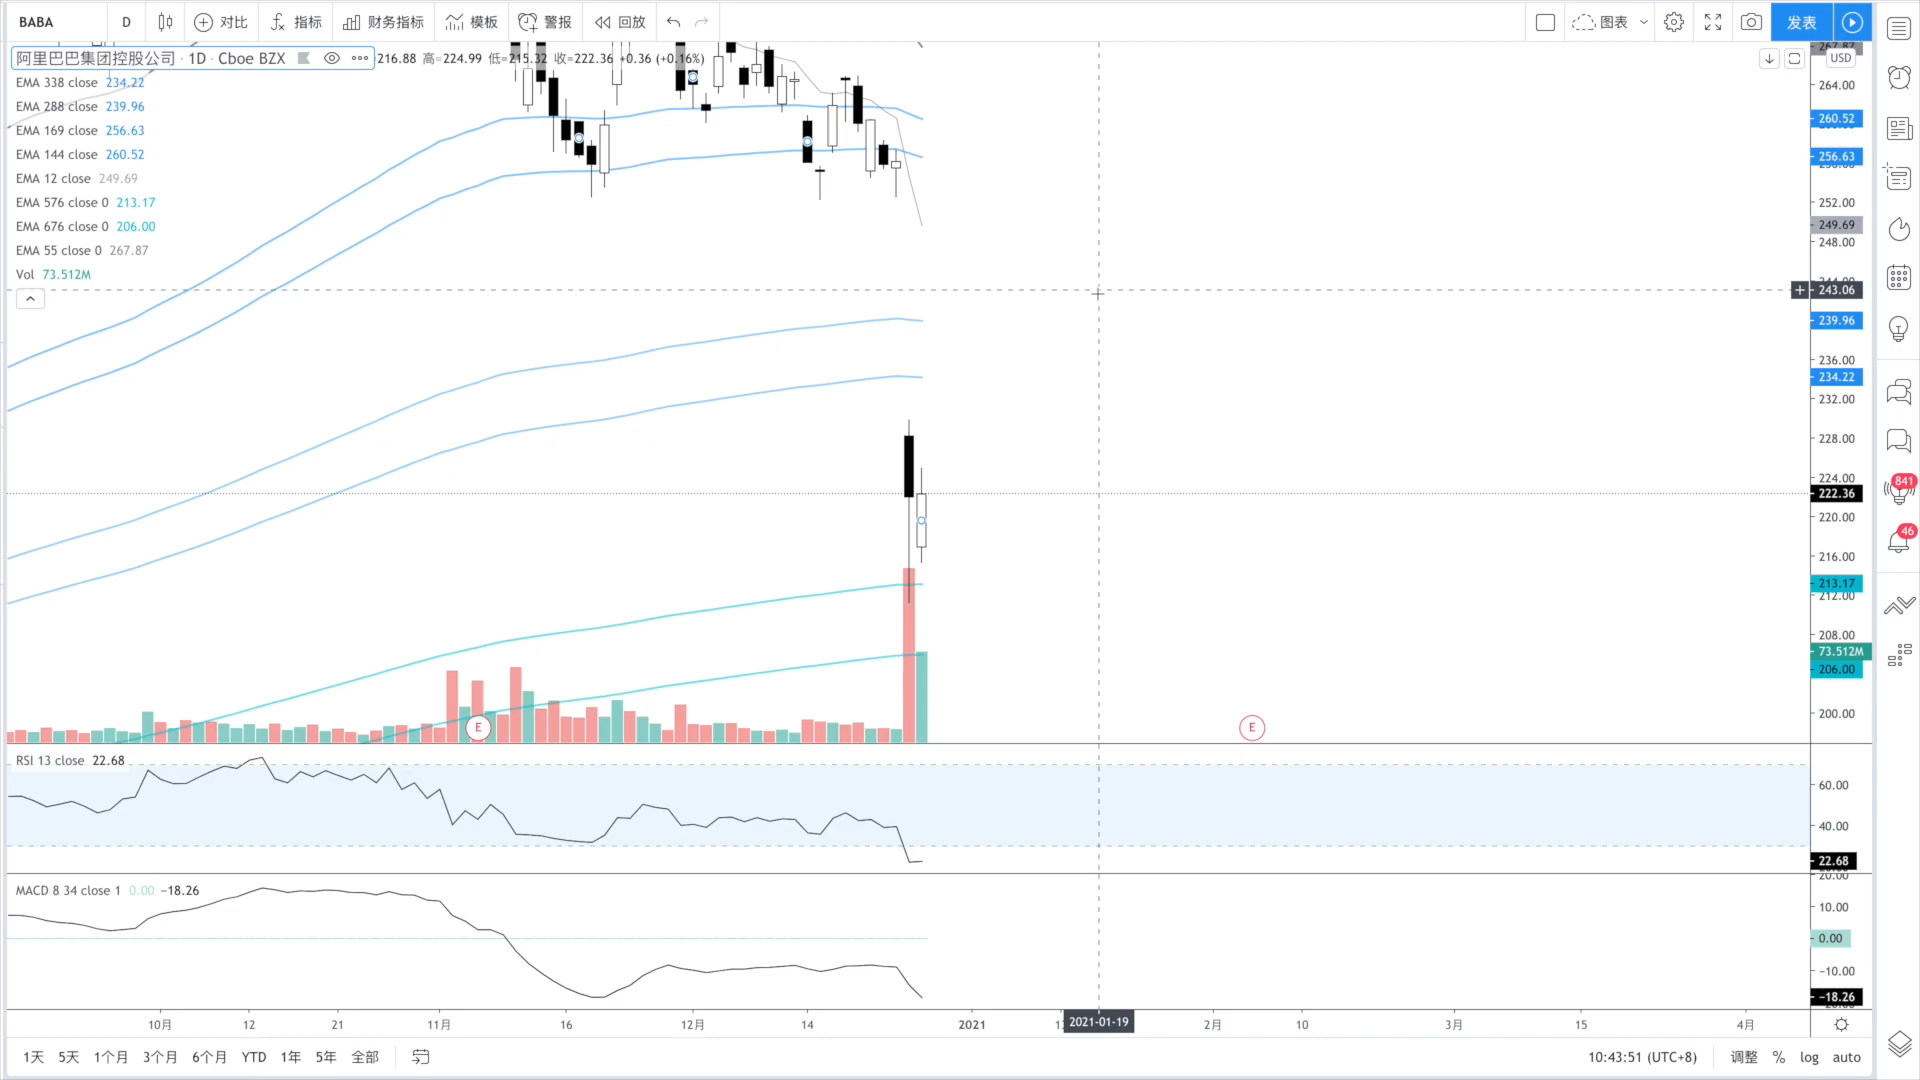 BABA D 对比 指标 财务指标 模板 警报 回放 图表 发表
阿里巴巴集团控股公司 · 1D · Cboe BZX 216.88 高=224.99 低=215.32 收=222.36 +0.36 (+0.16%)
EMA 338 close 234.22
EMA 288 close 239.96
EMA 169 close 256.63
EMA 144 close 260.52
EMA 12 close 249.69
EMA 576 close 0 213.17
EMA 676 close 0 206.00
EMA 55 close 0 267.87
Vol 73.512M
267.87
USD
264.00
260.52
256.63
252.00
249.69
248.00
243.06
239.96
236.00
234.22
232.00
228.00
224.00
222.36
220.00
216.00
213.17
212.00
208.00
73.512M
206.00
200.00
E E
841
46
RSI 13 close 22.68
60.00
40.00
22.68
20.00
MACD 8 34 close 1 0.00 −18.26
10.00
0.00
−10.00
−18.26
10月 12 21 11月 16 12月 14 2021 2021-01-19 2月 10 3月 15 4月
1天 5天 1个月 3个月 6个月 YTD 1年 5年 全部 10:43:51 (UTC+8) 调整 % log auto